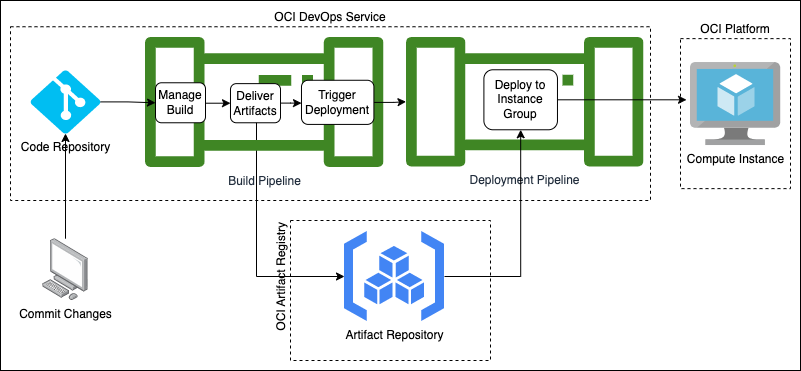 OCI DevOps Service
OCI Platform
Manage
Build
Deliver
Artifacts
Trigger
Deployment
Deploy to
Instance
Group
Code Repository
Compute Instance
Build Pipeline
Deployment Pipeline
OCI Artifact Registry
Commit Changes
Artifact Repository